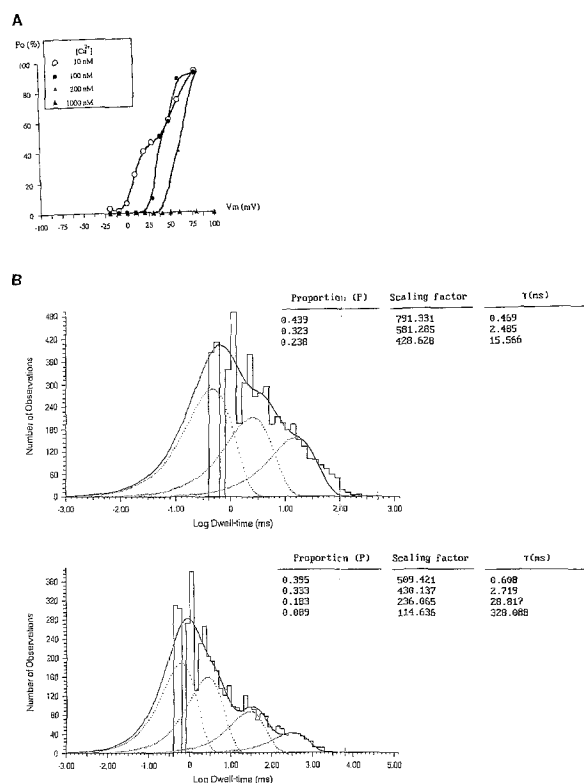 A
Po (%)
[Ca2+]
10 nM
100 nM
200 nM
1000 nM
100
80
60
40
20
0
Vm (mV)
-100 -75 -50 -25 0 25 50 75 100
B
Proportion (P) Scaling factor τ(ms)
0.439 791.331 0.469
0.323 581.285 2.485
0.238 428.628 15.566
Number of Observations
480
420
360
300
240
180
120
60
0
-3.00 -2.00 -1.00 0 1.00 2.00 3.00
Log Dwell-time (ms)
Proportion (P) Scaling factor τ(ms)
0.395 509.421 0.608
0.333 430.137 2.719
0.183 236.065 28.817
0.089 114.636 328.088
Number of Observations
360
320
280
240
200
160
120
80
40
0
-3.00 -2.00 -1.00 0 1.00 2.00 3.00 4.00
Log Dwell-time (ms)